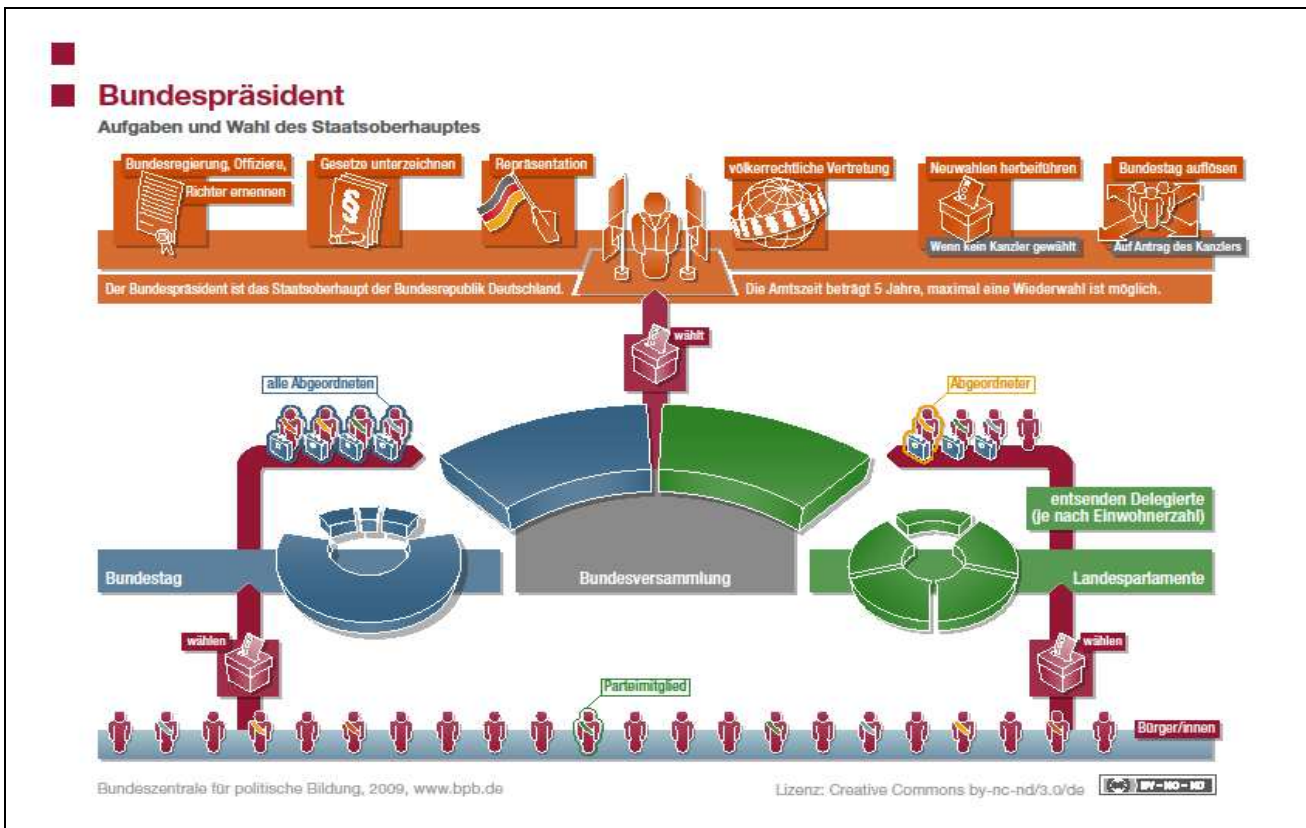 Bundespräsident
Aufgaben und Wahl des Staatsoberhauptes
Bundesregierung, Offiziere,
Richter ernennen
Gesetze unterzeichnen
Repräsentation
völkerrechtliche Vertretung
Neuwahlen herbeiführen
Wenn kein Kanzler gewählt
Bundestag auflösen
Auf Antrag des Kanzlers
§
Der Bundespräsident ist das Staatsoberhaupt der Bundesrepublik Deutschland.
Die Amtszeit beträgt 5 Jahre, maximal eine Wiederwahl ist möglich.
wählt
alle Abgeordneten
Abgeordneter
entsenden Delegierte
(je nach Einwohnerzahl)
Bundestag
Bundesversammlung
Landesparlamente
wählen
wählen
Parteimitglied
Bürger/innen
Bundeszentrale für politische Bildung, 2009, www.bpb.de
Lizenz: Creative Commons by-nc-nd/3.0/de
BY-NC-ND